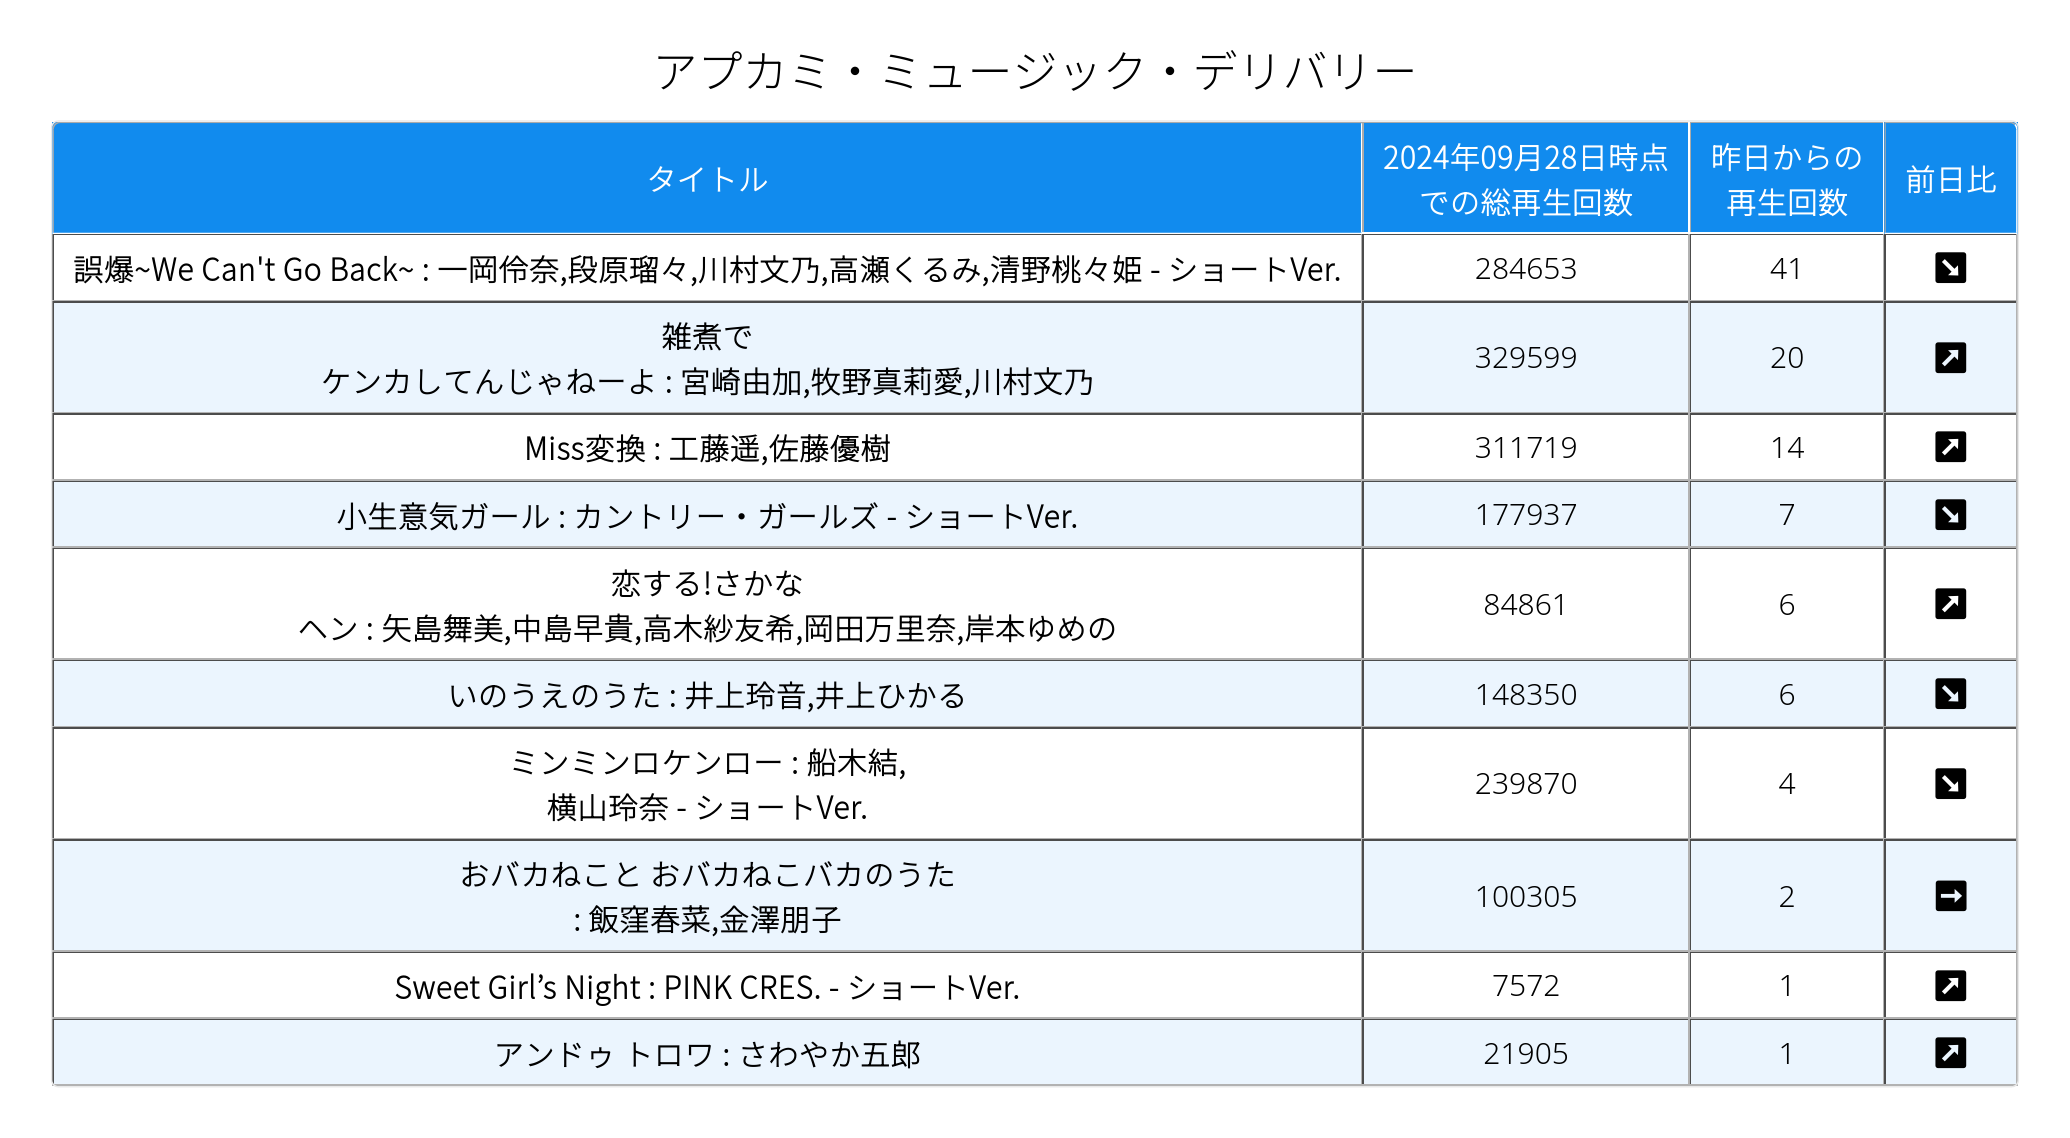 アプカミ・ミュージック・デリバリー
タイトル
2024年09月28日時点
での総再生回数
昨日からの
再生回数
前日比
誤爆~We Can't Go Back~ : 一岡伶奈,段原瑠々,川村文乃,高瀬くるみ,清野桃々姫 - ショートVer.
284653
41
雑煮で
ケンカしてんじゃねーよ : 宮崎由加,牧野真莉愛,川村文乃
329599
20
Miss変換 : 工藤遥,佐藤優樹
311719
14
小生意気ガール : カントリー・ガールズ - ショートVer.
177937
7
恋する!さかな
ヘン : 矢島舞美,中島早貴,高木紗友希,岡田万里奈,岸本ゆめの
84861
6
いのうえのうた : 井上玲音,井上ひかる
148350
6
ミンミンロケンロー : 船木結,
横山玲奈 - ショートVer.
239870
4
おバカねこと おバカねこバカのうた
: 飯窪春菜,金澤朋子
100305
2
Sweet Girl’s Night : PINK CRES. - ショートVer.
7572
1
アンドゥ トロワ : さわやか五郎
21905
1